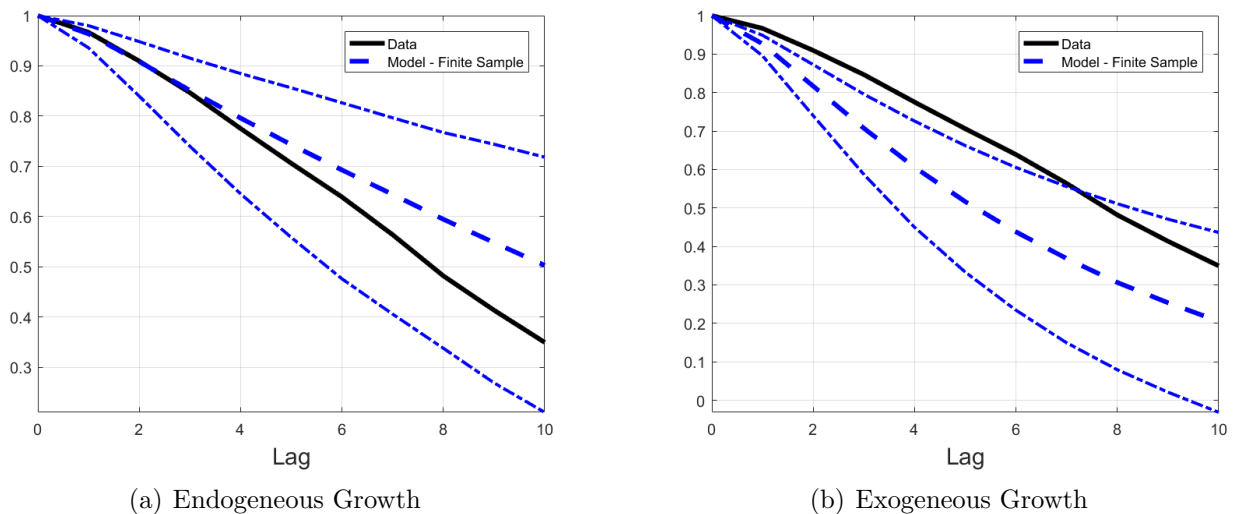 1
0.9
0.8
0.7
0.6
0.5
0.4
0.3
0 2 4 6 8 10
Lag
Data
Model - Finite Sample
(a) Endogeneous Growth
1
0.9
0.8
0.7
0.6
0.5
0.4
0.3
0.2
0.1
0
0 2 4 6 8 10
Lag
Data
Model - Finite Sample
(b) Exogeneous Growth